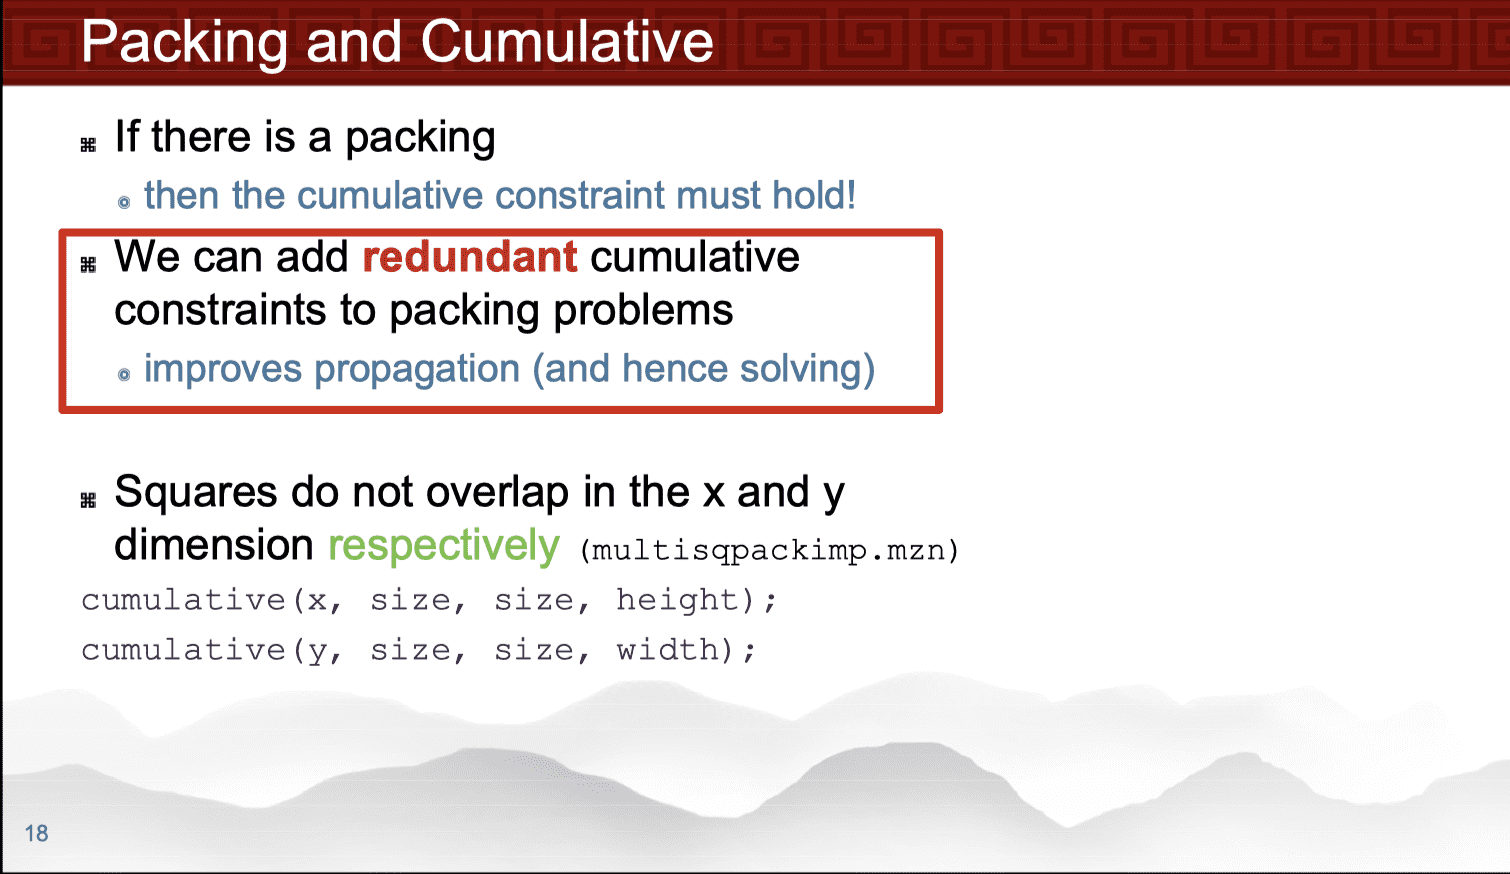 Packing and Cumulative
⌘ If there is a packing
then the cumulative constraint must hold!
⌘ We can add redundant cumulative
constraints to packing problems
improves propagation (and hence solving)
⌘ Squares do not overlap in the x and y
dimension respectively (multisqpackimp.mzn)
cumulative(x, size, size, height);
cumulative(y, size, size, width);
18